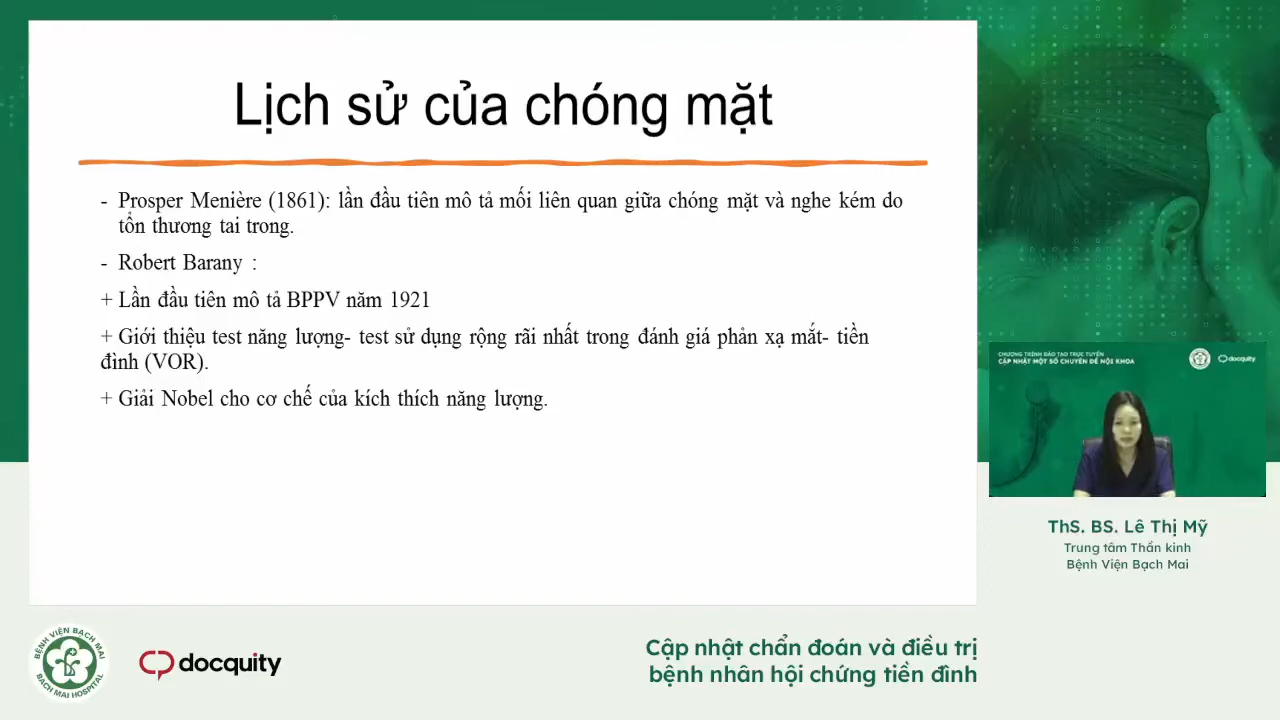 Lịch sử của chóng mặt
- Prosper Menière (1861): lần đầu tiên mô tả mối liên quan giữa chóng mặt và nghe kém do
tổn thương tai trong.
- Robert Barany :
+ Lần đầu tiên mô tả BPPV năm 1921
+ Giới thiệu test năng lượng- test sử dụng rộng rãi nhất trong đánh giá phản xạ mắt- tiền
đình (VOR).
+ Giải Nobel cho cơ chế của kích thích năng lượng.
CHƯƠNG TRÌNH ĐÀO TẠO TRỰC TUYẾN
CẬP NHẬT MỘT SỐ CHUYÊN ĐỀ NỘI KHOA
docquity
ThS. BS. Lê Thị Mỹ
Trung tâm Thần kinh
Bệnh Viện Bạch Mai
BỆNH VIỆN BẠCH MAI
BACH MAI HOSPITAL
docquity
Cập nhật chẩn đoán và điều trị
bệnh nhân hội chứng tiền đình